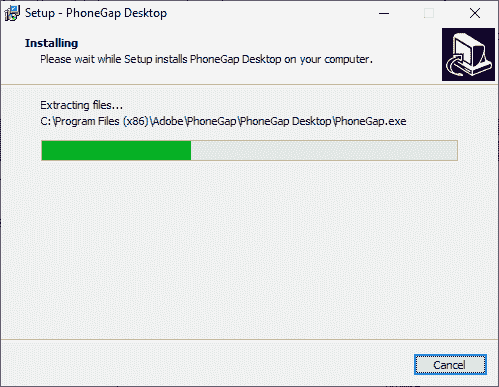 Setup - PhoneGap Desktop
Installing
Please wait while Setup installs PhoneGap Desktop on your computer.
Extracting files...
C:\Program Files (x86)\Adobe\PhoneGap\PhoneGap Desktop\PhoneGap.exe
Cancel